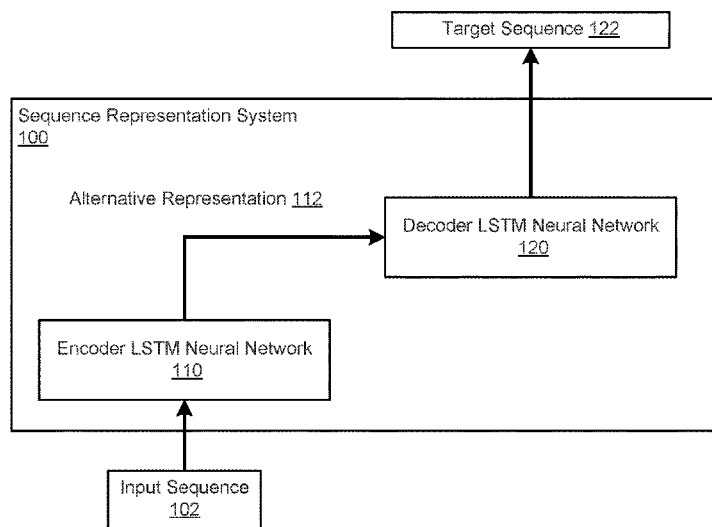 Target Sequence 122
Sequence Representation System
100
Alternative Representation 112
Decoder LSTM Neural Network
120
Encoder LSTM Neural Network
110
Input Sequence
102